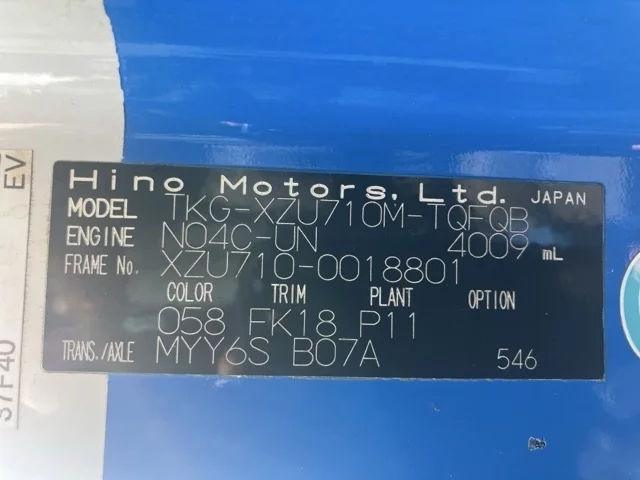 Hino Motors, Ltd. JAPAN
MODEL TKG-XZU710M-TQFQB
ENGINE N04C-UN 4009 mL
FRAME No. XZU710-0018801
COLOR TRIM PLANT OPTION
058 FK18 P11
TRANS./AXLE MYY6S B07A 546
EV
37F40